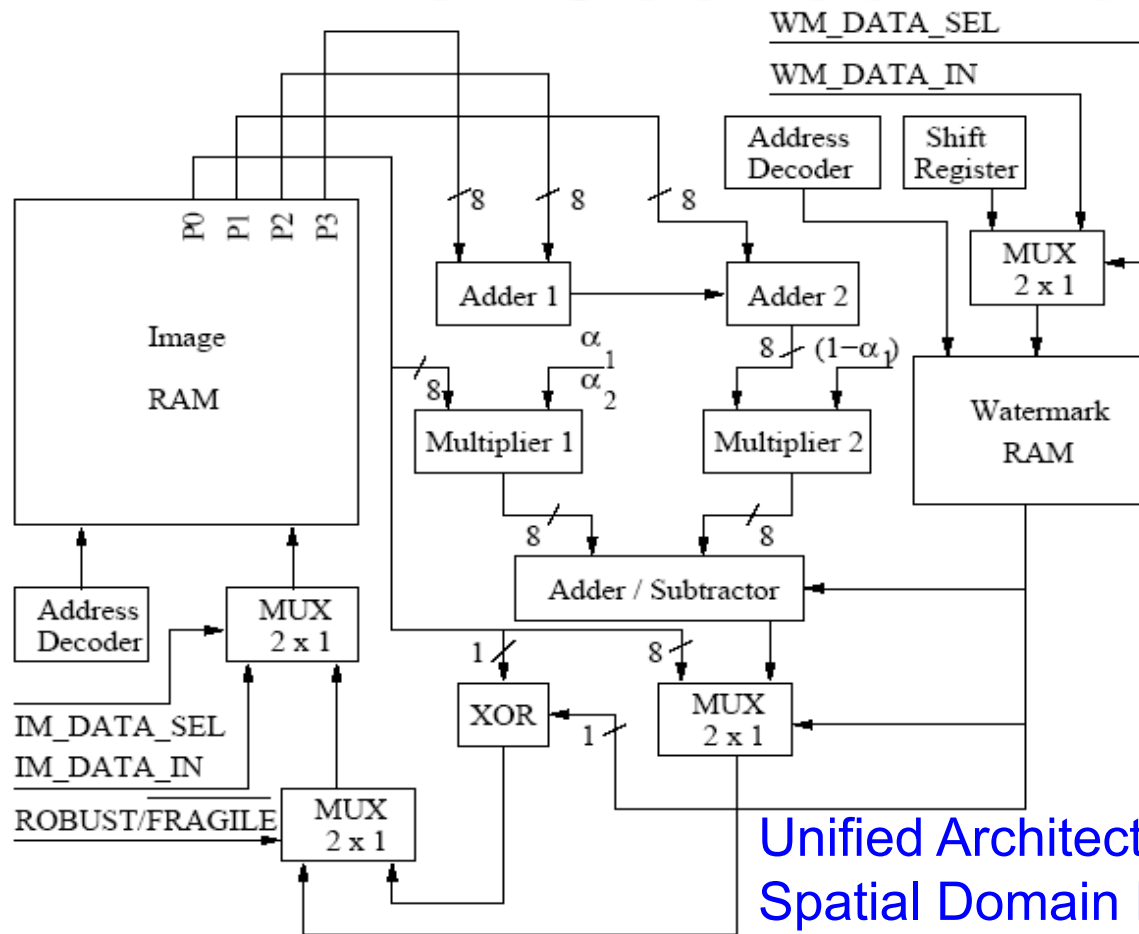 WM_DATA_SEL
WM_DATA_IN
Address
Decoder
Shift
Register
P0
P1
P2
P3
8
8
8
MUX
2 x 1
Adder 1
Adder 2
Image
RAM
α1
α2
8
8
(1−α1)
Multiplier 1
Multiplier 2
Watermark
RAM
8
8
Adder / Subtractor
Address
Decoder
MUX
2 x 1
1
8
XOR
1
MUX
2 x 1
IM_DATA_SEL
IM_DATA_IN
ROBUST/FRAGILE
MUX
2 x 1
Unified Architect
Spatial Domain